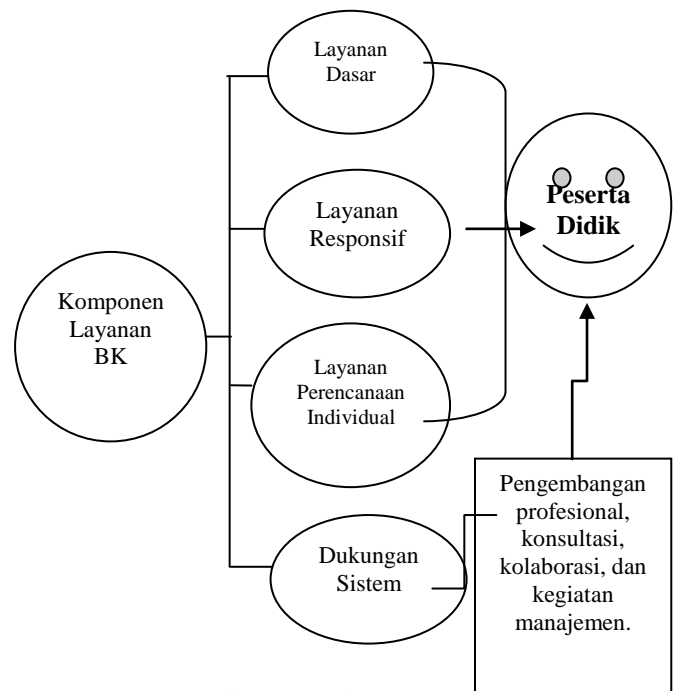 Layanan
Dasar
Layanan
Responsif
Peserta
Didik
Komponen
Layanan
BK
Layanan
Perencanaan
Individual
Dukungan
Sistem
Pengembangan
profesional,
konsultasi,
kolaborasi, dan
kegiatan
manajemen.